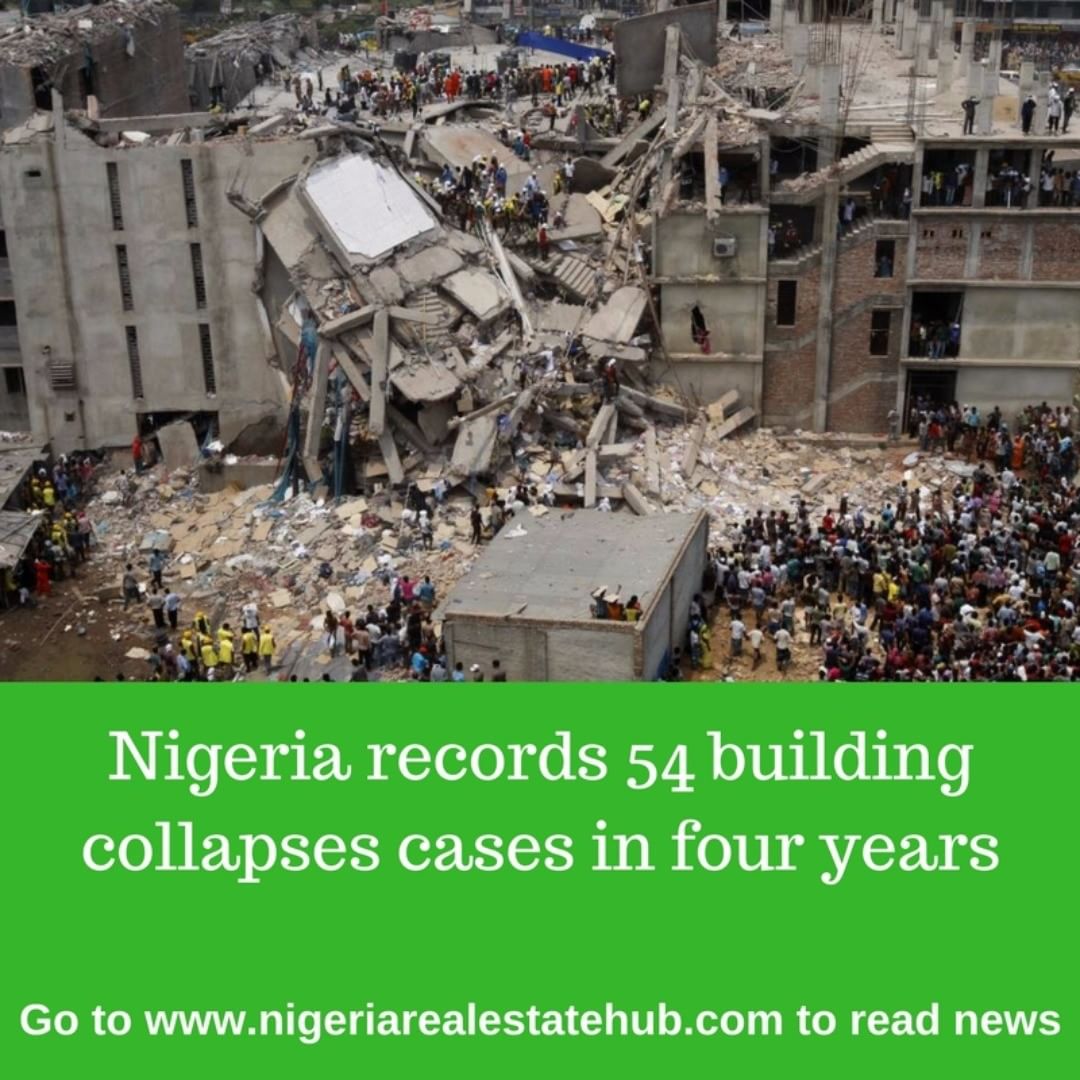 Nigeria records 54 building
collapses cases in four years
Go to www.nigeriarealestatehub.com to read news